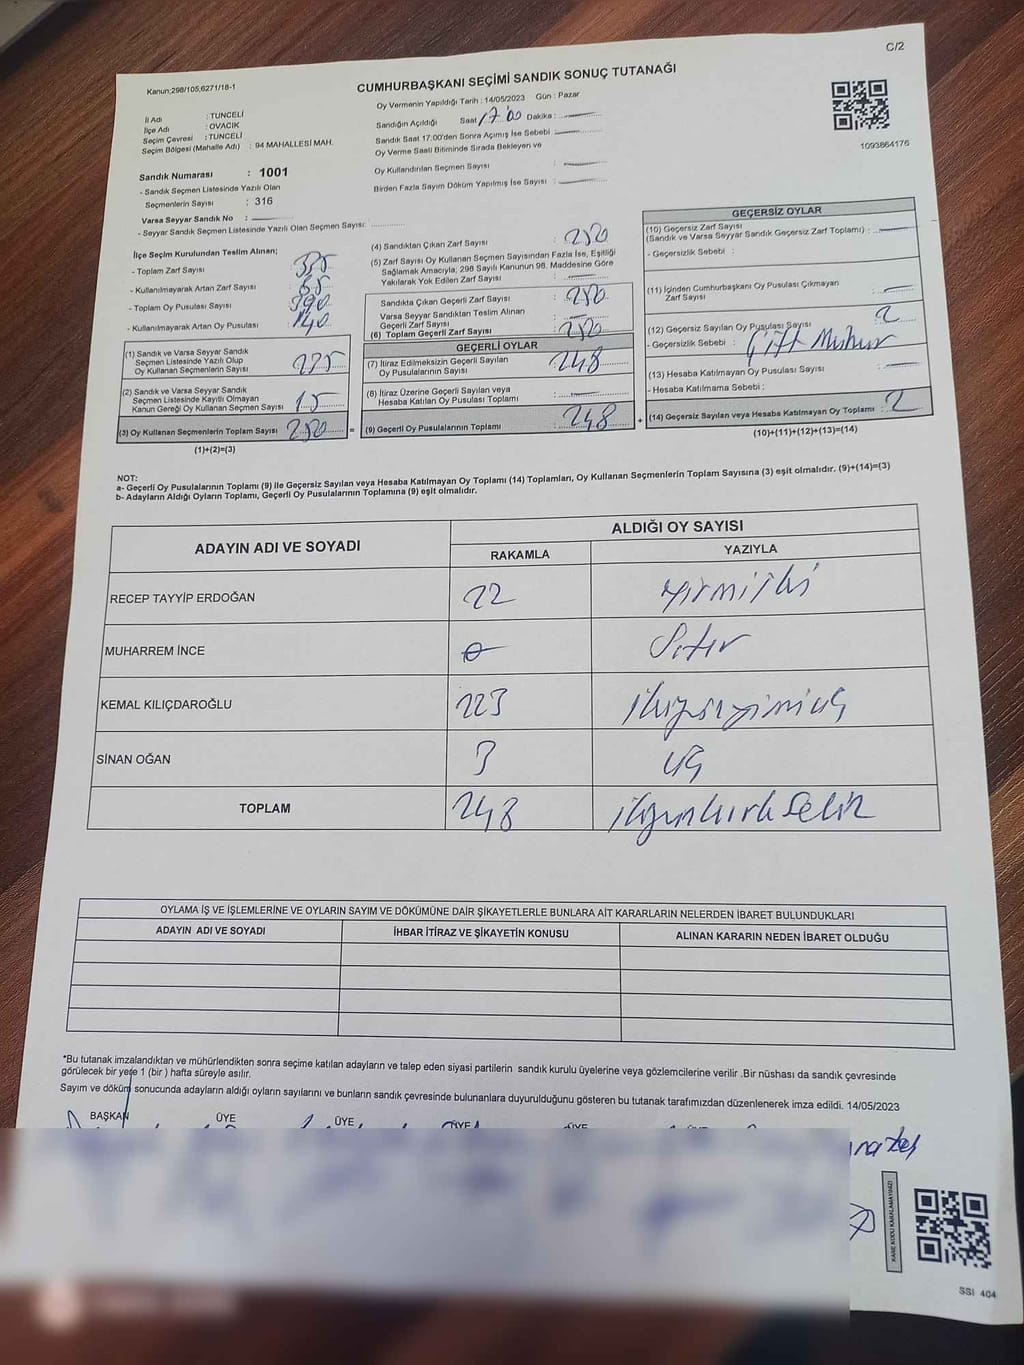 C/2
Kanun;298/105,6271/18-1
CUMHURBAŞKANI SEÇİMİ SANDIK SONUÇ TUTANAĞI
İl Adı : TUNCELİ
İlçe Adı : OVACIK
Seçim Çevresi : TUNCELİ
Seçim Bölgesi (Mahalle Adı) : 94 MAHALLESİ MAH.
Oy Vermenin Yapıldığı Tarih : 14/05/2023 Gün : Pazar
Sandığın Açıldığı Saat 17:00 Dakika :
Sandık Saat 17.00'den Sonra Açımış İse Sebebi
Oy Verme Saati Bitiminde Sırada Bekleyen ve
Oy Kullandırılan Seçmen Sayısı :
Birden Fazla Sayım Döküm Yapılmış İse Sayısı :
1093864176
Sandık Numarası : 1001
- Sandık Seçmen Listesinde Yazılı Olan
Seçmenlerin Sayısı : 316
Varsa Seyyar Sandık No :
- Seyyar Sandık Seçmen Listesinde Yazılı Olan Seçmen Sayısı:
İlçe Seçim Kurulundan Teslim Alınan;
- Toplam Zarf Sayısı 335
- Kullanılmayarak Artan Zarf Sayısı : 85
- Toplam Oy Pusulası Sayısı 390
- Kullanılmayarak Artan Oy Pusulası 140
(1) Sandık ve Varsa Seyyar Sandık
Seçmen Listesinde Yazılı Olup
Oy Kullanan Seçmenlerin Sayısı 235
(2) Sandık ve Varsa Seyyar Sandık
Seçmen Listesinde Kayıtlı Olmayan
Kanun Gereği Oy Kullanan Seçmen Sayısı 15
(3) Oy Kullanan Seçmenlerin Toplam Sayısı 250
(1)+(2)=(3)
(4) Sandıktan Çıkan Zarf Sayısı : 250
(5) Zarf Sayısı Oy Kullanan Seçmen Sayısından Fazla İse, Eşitliği
Sağlamak Amacıyla; 298 Sayılı Kanunun 98. Maddesine Göre
Yakılarak Yok Edilen Zarf Sayısı :
Sandıkta Çıkan Geçerli Zarf Sayısı : 250
Varsa Seyyar Sandıktan Teslim Alınan
Geçerli Zarf Sayısı :
(6) Toplam Geçerli Zarf Sayısı : 250
GEÇERLİ OYLAR
(7) İtiraz Edilmeksizin Geçerli Sayılan
Oy Pusulasının Sayısı : 248
(8) İtiraz Üzerine Geçerli Sayılan veya
Hesaba Katılan Oy Pusulası Toplamı :
= (9) Geçerli Oy Pusulalarının Toplamı : 248
GEÇERSİZ OYLAR
(10) Geçersiz Zarf Sayısı
(Sandık ve Varsa Seyyar Sandık Geçersiz Zarf Toplamı) :
- Geçersizlik Sebebi :
(11) İçinden Cumhurbaşkanı Oy Pusulası Çıkmayan
Zarf Sayısı :
(12) Geçersiz Sayılan Oy Pusulası Sayısı 2
- Geçersizlik Sebebi : Çift Mühür
(13) Hesaba Katılmayan Oy Pusulası Sayısı :
- Hesaba Katılmama Sebebi :
+ (14) Geçersiz Sayılan veya Hesaba Katılmayan Oy Toplamı : 2
(10)+(11)+(12)+(13)=(14)
NOT:
a- Geçerli Oy Pusulalarının Toplamı (9) ile Geçersiz Sayılan veya Hesaba Katılmayan Oy Toplamı (14) Toplamları, Oy Kullanan Seçmenlerin Toplam Sayısına (3) eşit olmalıdır. (9)+(14)=(3)
b- Adayların Aldığı Oyların Toplamı, Geçerli Oy Pusulalarının Toplamına (9) eşit olmalıdır.
ADAYIN ADI VE SOYADI ALDIĞI OY SAYISI
RAKAMLA YAZIYLA
RECEP TAYYİP ERDOĞAN 22 yirmiiki
MUHARREM İNCE 0 Sıfır
KEMAL KILIÇDAROĞLU 223 ikiyüzyirmiüç
SİNAN OĞAN 3 üç
TOPLAM 248 ikiyüzkırksekiz
OYLAMA İŞ VE İŞLEMLERİNE VE OYLARIN SAYIM VE DÖKÜMÜNE DAİR ŞİKAYETLERLE BUNLARA AİT KARARLARIN NELERDEN İBARET BULUNDUKLARI
ADAYIN ADI VE SOYADI İHBAR İTİRAZ VE ŞİKAYETİN KONUSU ALINAN KARARIN NEDEN İBARET OLDUĞU
*Bu tutanak imzalandıktan ve mühürlendikten sonra seçime katılan adayların ve talep eden siyasi partilerin sandık kurulu üyelerine veya gözlemcilerine verilir .Bir nüshası da sandık çevresinde
görülecek bir yere 1 (bir ) hafta süreyle asılır.
Sayım ve döküm sonucunda adayların aldığı oyların sayılarını ve bunların sandık çevresinde bulunanlara duyurulduğunu gösteren bu tutanak tarafımızdan düzenlenerek imza edildi. 14/05/2023
BAŞKAN ÜYE ÜYE ÜYE ÜYE ÜYE
SSI 404